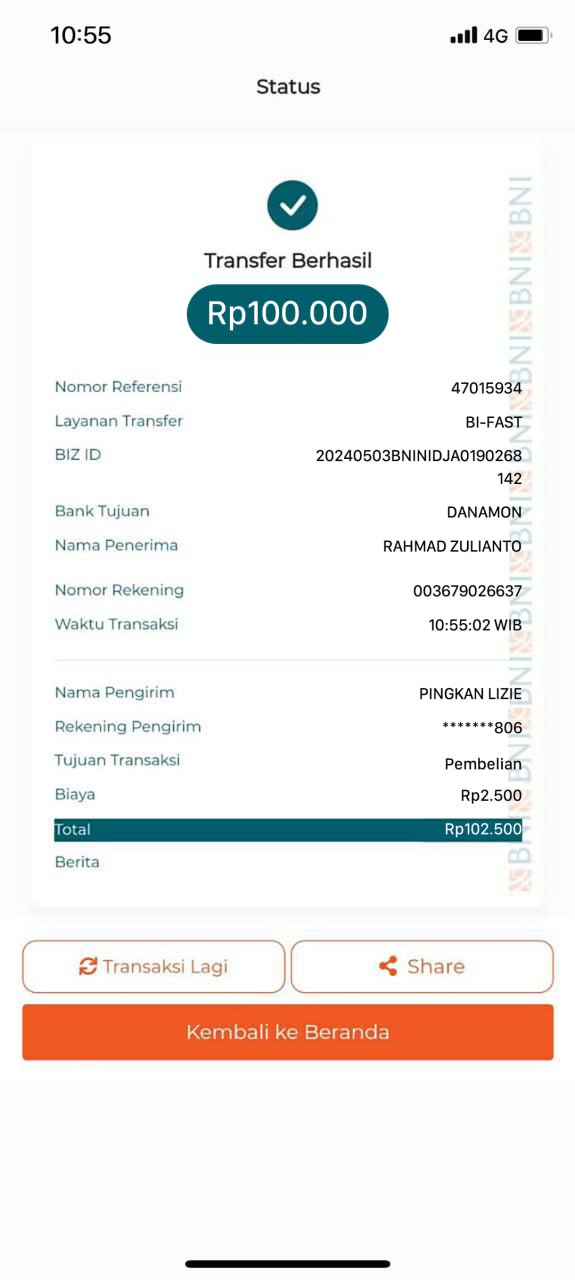 10:55
4G
Status
Transfer Berhasil
Rp100.000
Nomor Referensi 47015934
Layanan Transfer BI-FAST
BIZ ID 20240503BNINIDJA0190268
142
Bank Tujuan DANAMON
Nama Penerima RAHMAD ZULIANTO
Nomor Rekening 003679026637
Waktu Transaksi 10:55:02 WIB
Nama Pengirim PINGKAN LIZIE
Rekening Pengirim *******806
Tujuan Transaksi Pembelian
Biaya Rp2.500
Total Rp102.500
Berita
BNI BNI BNI BNI BNI BNI BNI BNI BNI
Transaksi Lagi
Share
Kembali ke Beranda